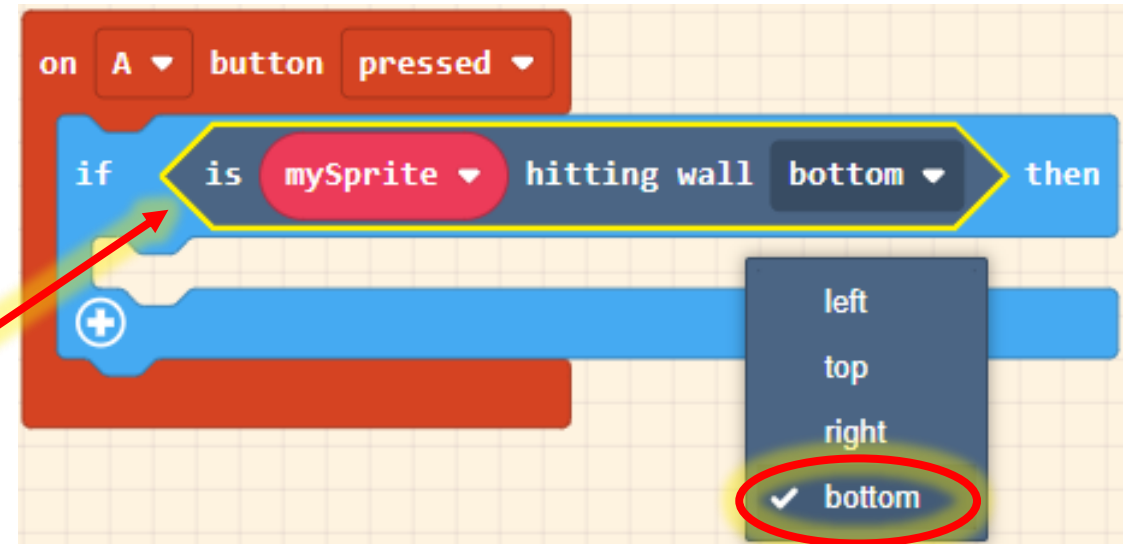 on A button pressed
if is mySprite hitting wall bottom then
left
top
right
bottom